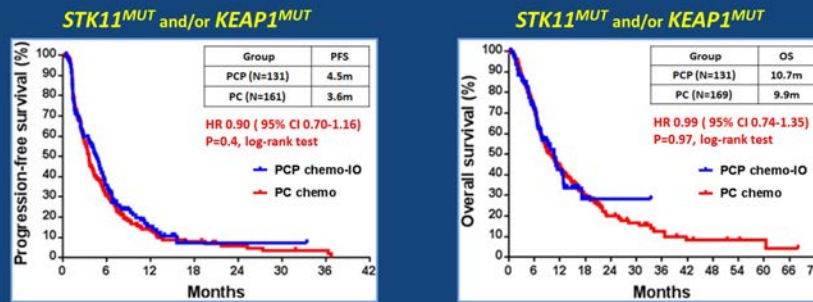 STK11MUT and/or KEAP1MUT
Progression-free survival (%)
100
90
80
70
60
50
40
30
20
10
0
Group PFS
PCP (N=131) 4.5m
PC (N=161) 3.6m
HR 0.90 ( 95% CI 0.70-1.16)
P=0.4, log-rank test
PCP chemo-IO
PC chemo
0 6 12 18 24 30 36 42
Months
STK11MUT and/or KEAP1MUT
Overall survival (%)
100
90
80
70
60
50
40
30
20
10
0
Group OS
PCP (N=131) 10.7m
PC (N=169) 9.9m
HR 0.99 ( 95% CI 0.74-1.35)
P=0.97, log-rank test
PCP chemo-IO
PC chemo
0 6 12 18 24 30 36 42 48 54 60 66
Months